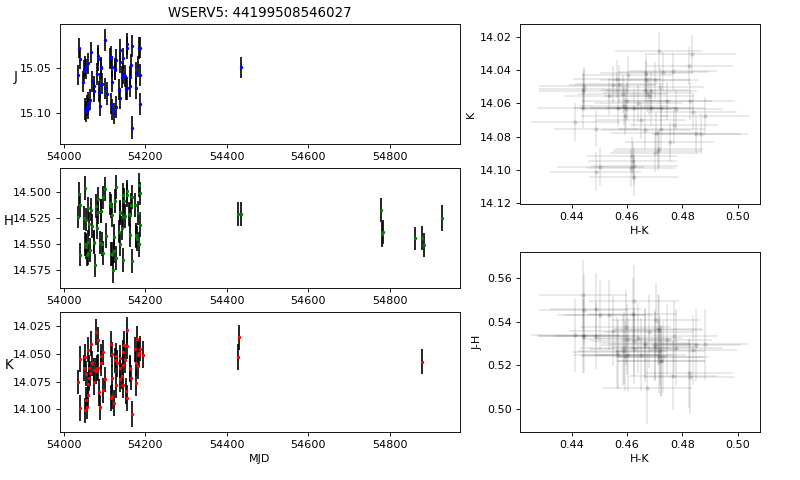 WSERV5: 44199508546027
J
15.05
15.10
54000 54200 54400 54600 54800
H
14.500
14.525
14.550
14.575
54000 54200 54400 54600 54800
K
14.025
14.050
14.075
14.100
54000 54200 54400 54600 54800
MJD
K
14.02
14.04
14.06
14.08
14.10
14.12
0.44 0.46 0.48 0.50
H-K
J-H
0.56
0.54
0.52
0.50
0.44 0.46 0.48 0.50
H-K